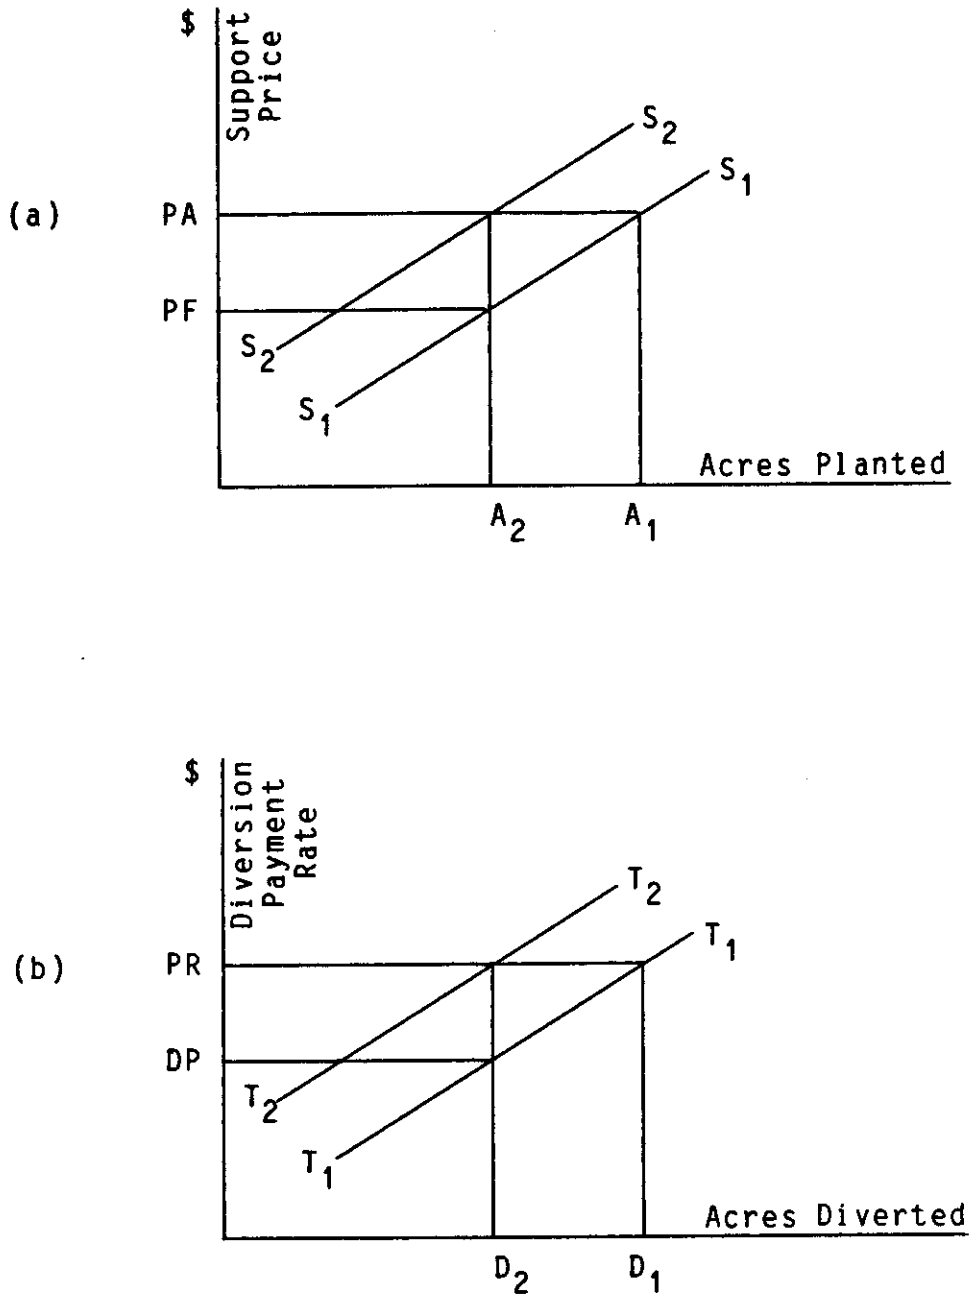 $
Support
Price
S2
S1
(a)
PA
PF
S2
S1
Acres Planted
A2
A1
$
Diversion
Payment
Rate
T2
T1
(b)
PR
DP
T2
T1
Acres Diverted
D2
D1